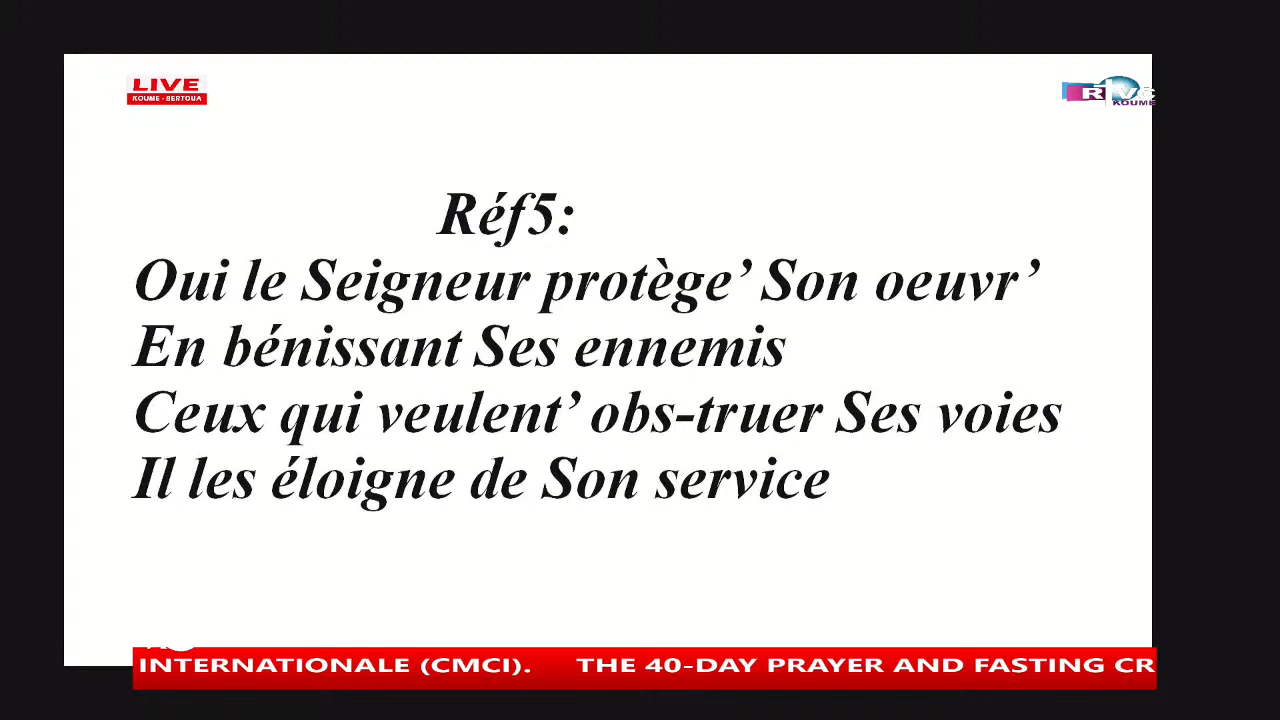 LIVE
KOUME - BERTOUA
KOUME
Réf5:
Oui le Seigneur protège’ Son oeuvr’
En bénissant Ses ennemis
Ceux qui veulent’ obs-truer Ses voies
Il les éloigne de Son service
INTERNATIONALE (CMCI). THE 40-DAY PRAYER AND FASTING CR